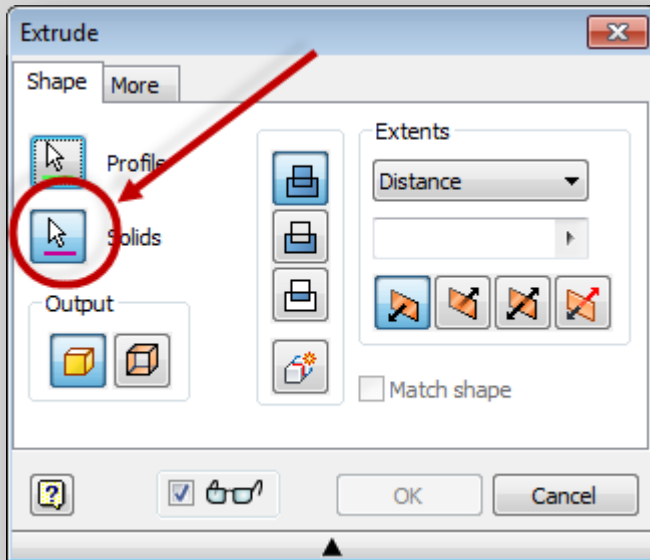 Extrude
Shape
More
Profile
Solids
Output
Extents
Distance
Match shape
?
OK
Cancel